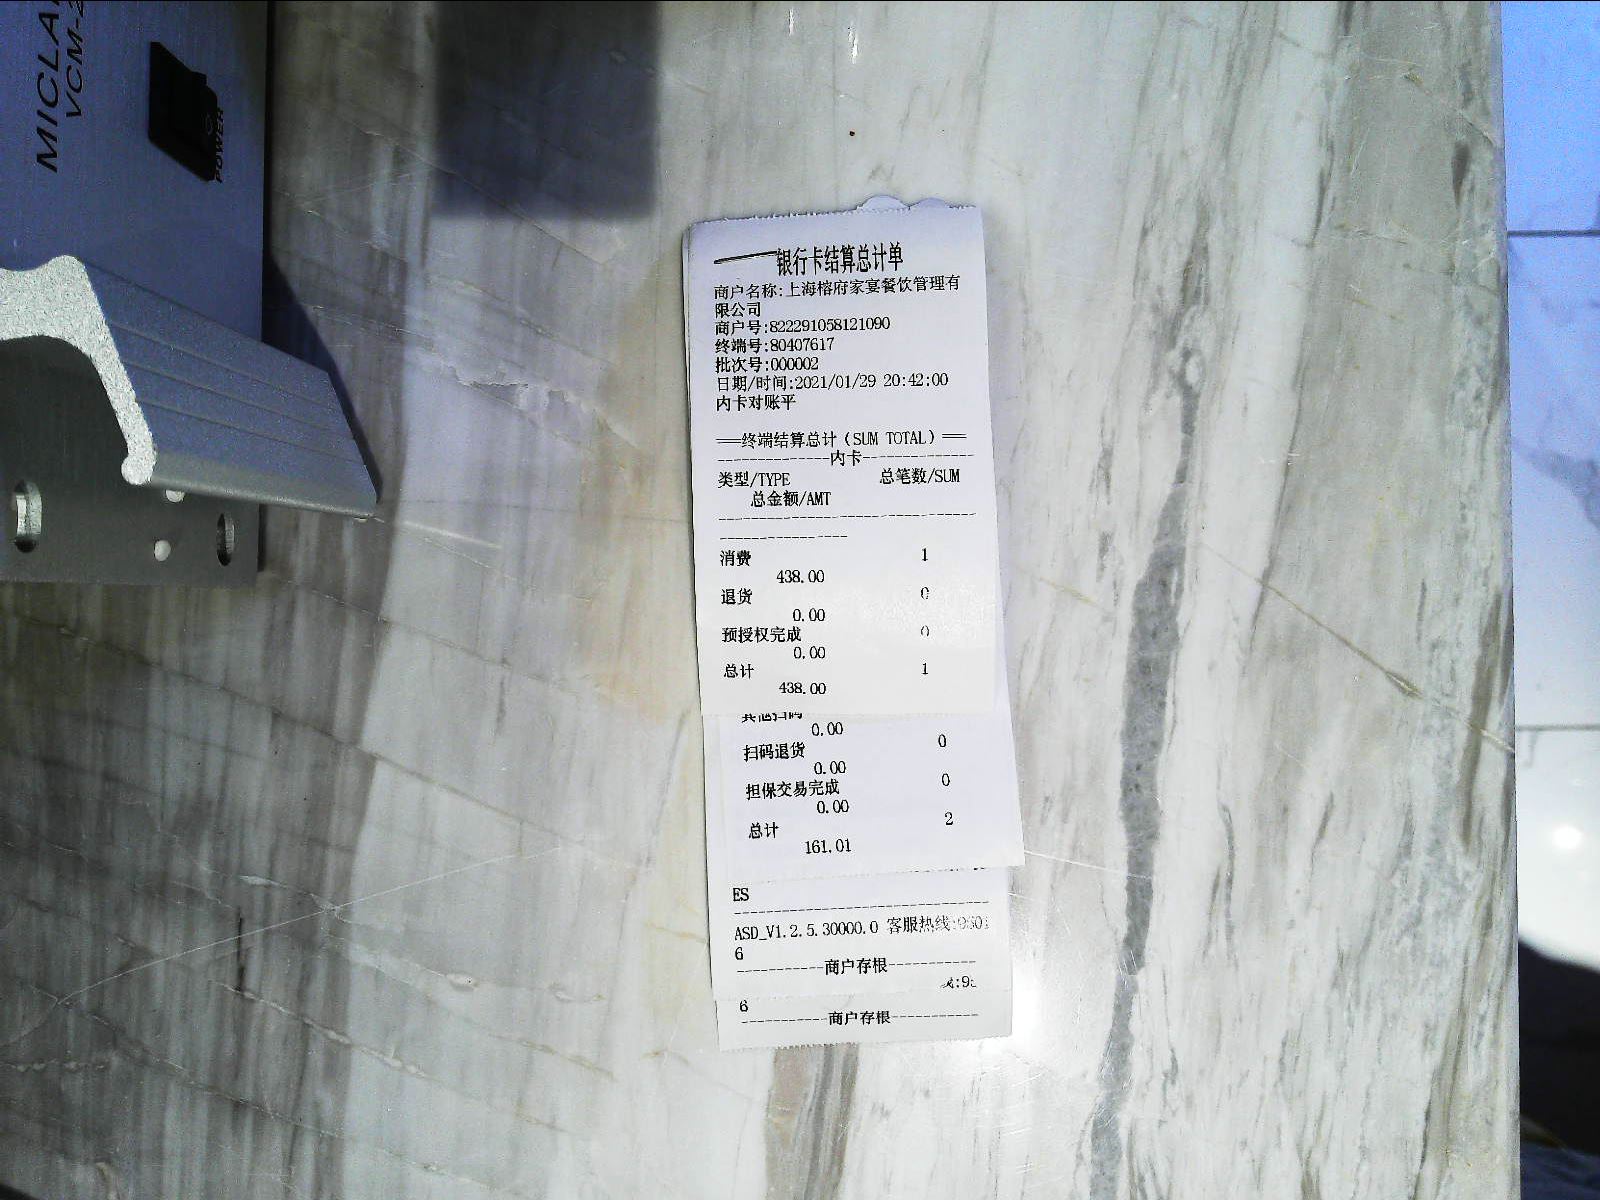 MICLA
VCM-2
POWER
银行卡结算总计单
商户名称:上海榕府家宴餐饮管理有
限公司
商户号:822291058121090
终端号:80407617
批次号:000002
日期/时间:2021/01/29 20:42:00
内卡对账平
===终端结算总计(SUM TOTAL)===
--------------内卡--------------
类型/TYPE 总笔数/SUM
总金额/AMT
消费 1
438.00
退货 0
0.00
预授权完成 0
0.00
总计 1
438.00
其他扫码
0.00
扫码退货 0
0.00
担保交易完成 0
0.00
总计 2
161.01
ES
ASD_V1.2.5.30000.0 客服热线:9501
6
-----------商户存根-----------
6
-----------商户存根-----------